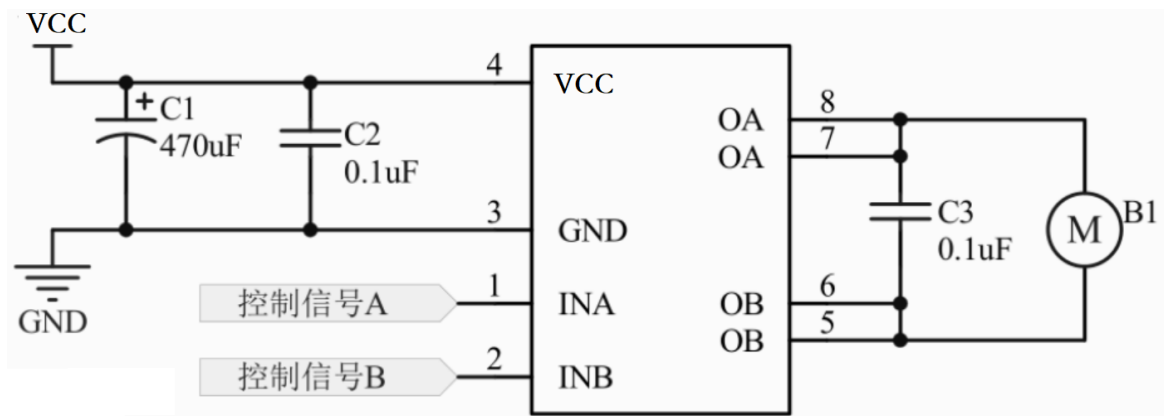 VCC
4
VCC
+ C1
470uF
C2
0.1uF
OA
8
OA
7
3
GND
C3
0.1uF
M
B1
GND
控制信号A
1
INA
OB
6
OB
5
控制信号B
2
INB